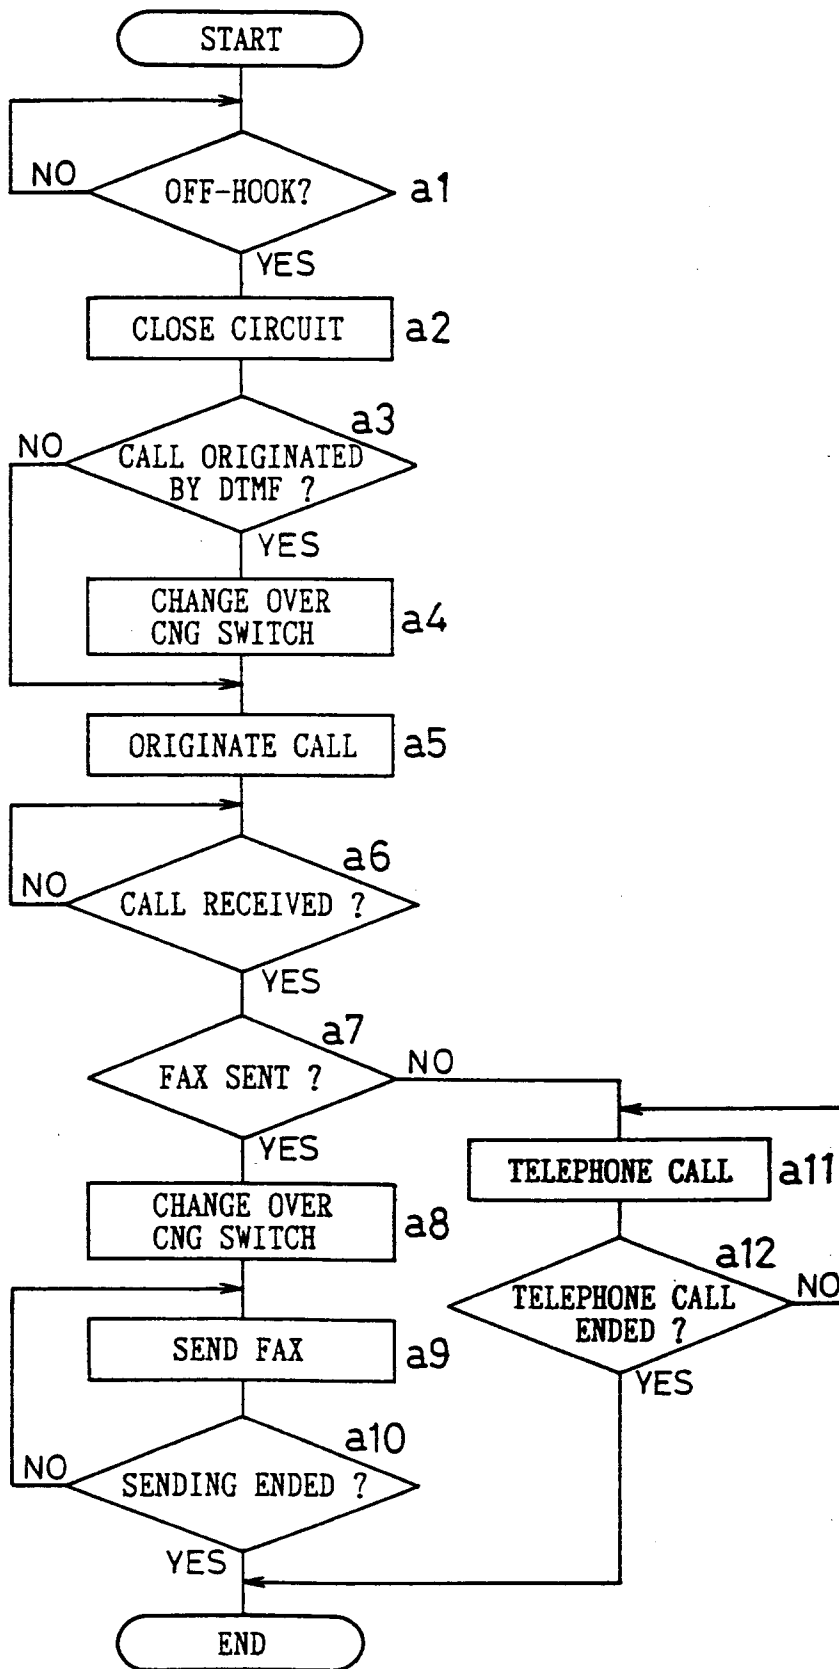 START
NO
OFF-HOOK?
a1
YES
CLOSE CIRCUIT
a2
a3
NO
CALL ORIGINATED
BY DTMF ?
YES
CHANGE OVER
CNG SWITCH
a4
ORIGINATE CALL
a5
a6
NO
CALL RECEIVED ?
YES
a7
FAX SENT ?
NO
YES
TELEPHONE CALL
a11
CHANGE OVER
CNG SWITCH
a8
a12
TELEPHONE CALL
ENDED ?
NO
YES
SEND FAX
a9
a10
NO
SENDING ENDED ?
YES
END